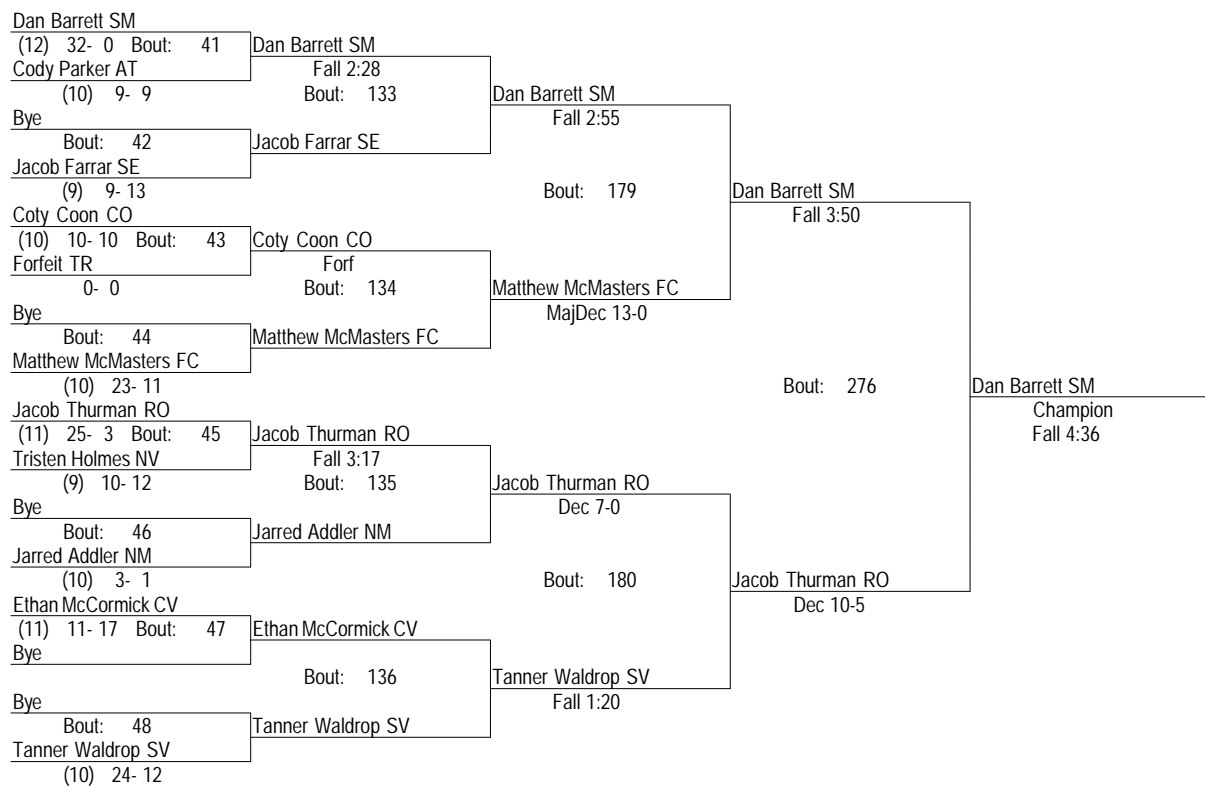 Dan Barrett SM
(12) 32- 0 Bout: 41
Cody Parker AT
(10) 9- 9
Bye
Bout: 42
Jacob Farrar SE
(9) 9- 13
Coty Coon CO
(10) 10- 10 Bout: 43
Forfeit TR
0- 0
Bye
Bout: 44
Matthew McMasters FC
(10) 23- 11
Jacob Thurman RO
(11) 25- 3 Bout: 45
Tristen Holmes NV
(9) 10- 12
Bye
Bout: 46
Jarred Addler NM
(10) 3- 1
Ethan McCormick CV
(11) 11- 17 Bout: 47
Bye
Bye
Bout: 48
Tanner Waldrop SV
(10) 24- 12
Dan Barrett SM
Fall 2:28
Bout: 133
Jacob Farrar SE
Coty Coon CO
Forf
Bout: 134
Matthew McMasters FC
Jacob Thurman RO
Fall 3:17
Bout: 135
Jarred Addler NM
Ethan McCormick CV
Bout: 136
Tanner Waldrop SV
Dan Barrett SM
Fall 2:55
Bout: 179
Matthew McMasters FC
MajDec 13-0
Jacob Thurman RO
Dec 7-0
Bout: 180
Tanner Waldrop SV
Fall 1:20
Dan Barrett SM
Fall 3:50
Bout: 276
Jacob Thurman RO
Dec 10-5
Dan Barrett SM
Champion
Fall 4:36